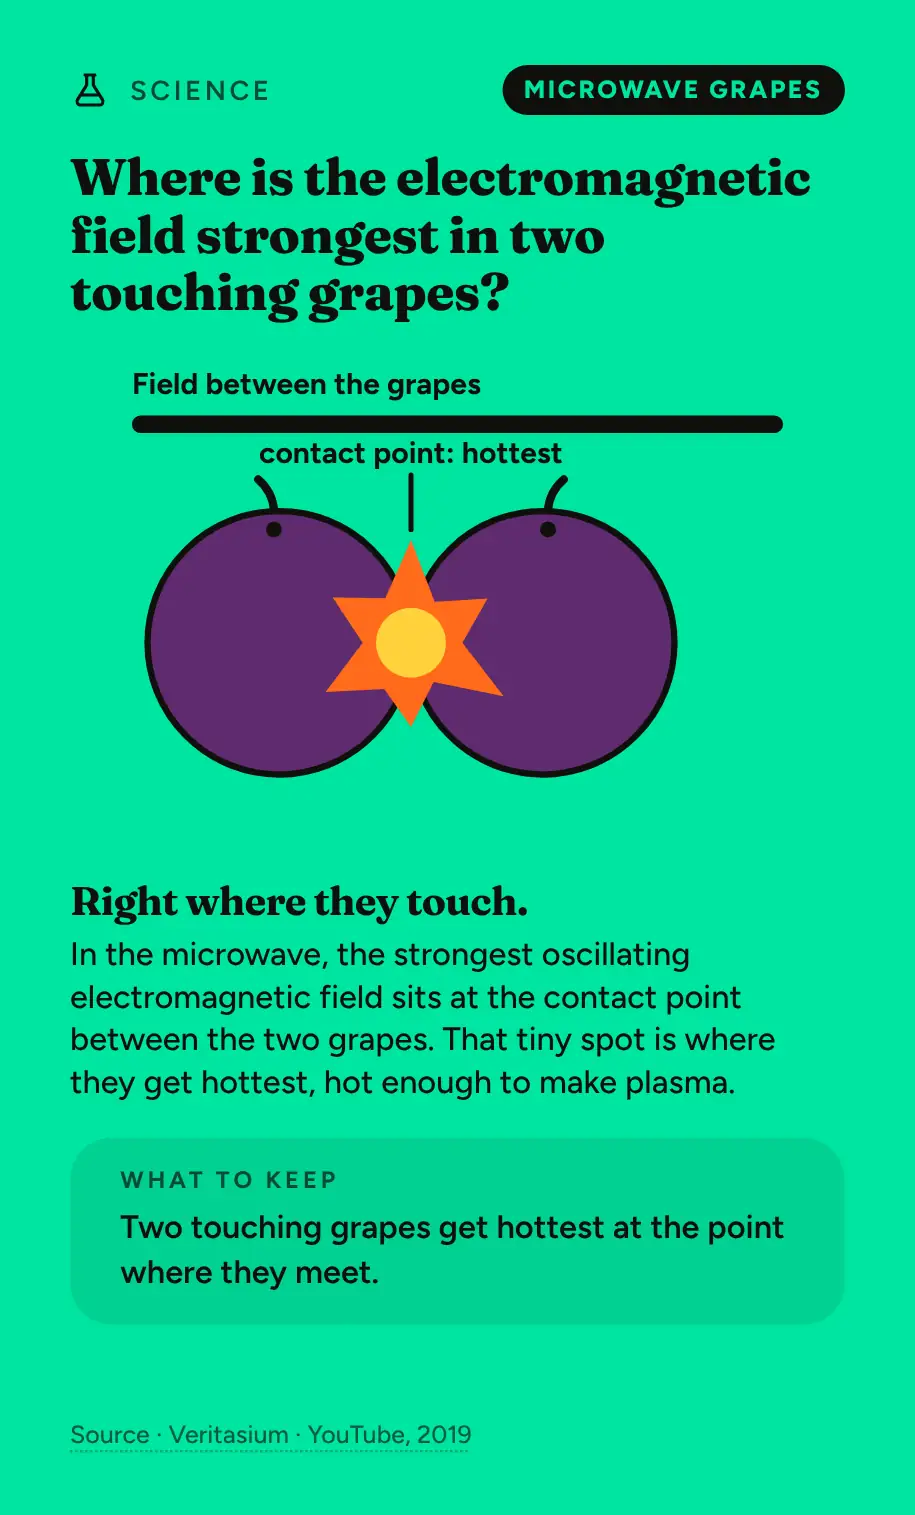 SCIENCE
MICROWAVE GRAPES
Where is the electromagnetic
field strongest in two
touching grapes?
Field between the grapes
contact point: hottest
Right where they touch.
In the microwave, the strongest oscillating
electromagnetic field sits at the contact point
between the two grapes. That tiny spot is where
they get hottest, hot enough to make plasma.
WHAT TO KEEP
Two touching grapes get hottest at the point
where they meet.
Source · Veritasium · YouTube, 2019